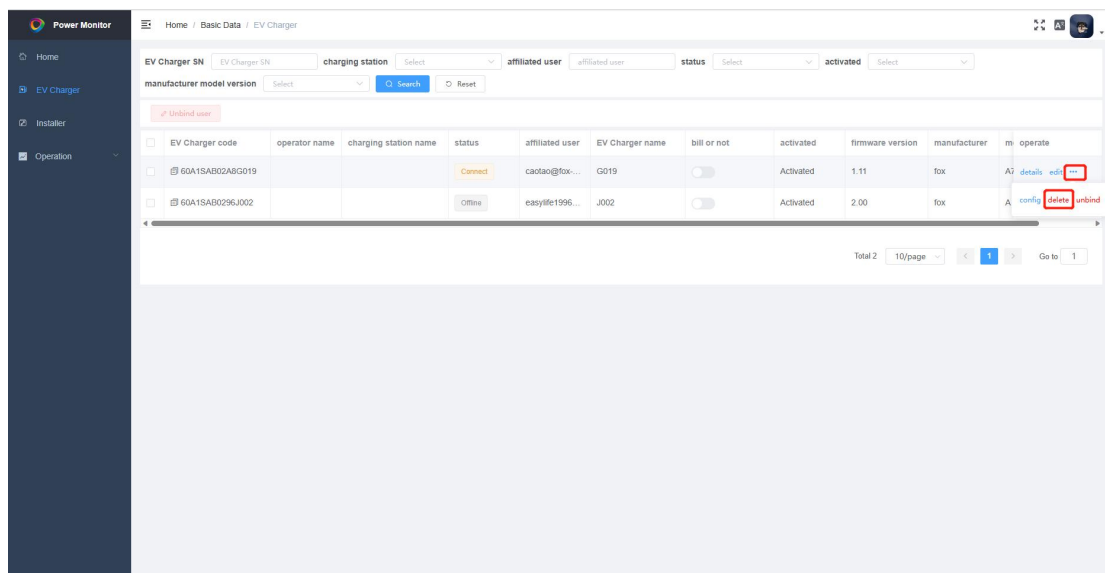 Power Monitor
Home / Basic Data / EV Charger
Home
EV Charger
Installer
Operation
EV Charger SN EV Charger SN charging station Select affiliated user affiliated user status Select activated Select
manufacturer model version Select Search Reset
Unbind user
EV Charger code operator name charging station name status affiliated user EV Charger name bill or not activated firmware version manufacturer m operate
60A1SAB02A8G019 Connect caotao@fox-... G019 Activated 1.11 fox A7 details edit ...
config delete unbind
60A1SAB0296J002 Offline easylife1996... J002 Activated 2.00 fox A
Total 2 10/page < 1 > Go to 1